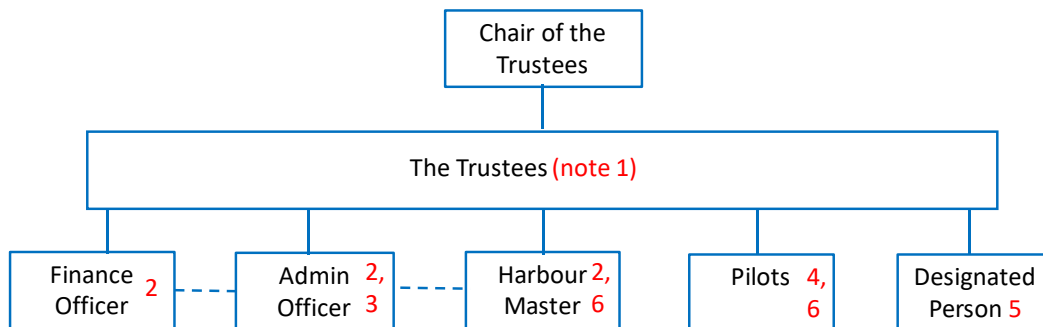 Chair of the
Trustees
The Trustees (note 1)
Finance
Officer 2
Admin 2,
Officer 3
Harbour 2,
Master 6
Pilots 4,
6
Designated
Person 5